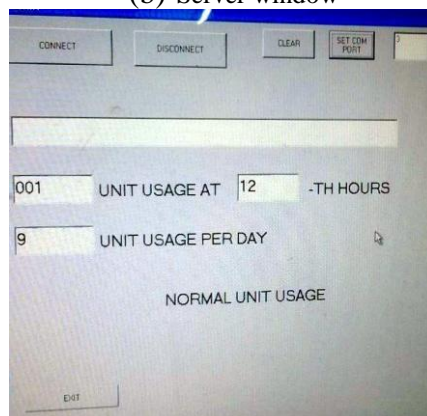 (b) Server window
CONNECT
DISCONNECT
CLEAR
SET COM
PORT
3
001 UNIT USAGE AT 12 -TH HOURS
9 UNIT USAGE PER DAY
NORMAL UNIT USAGE
EXIT